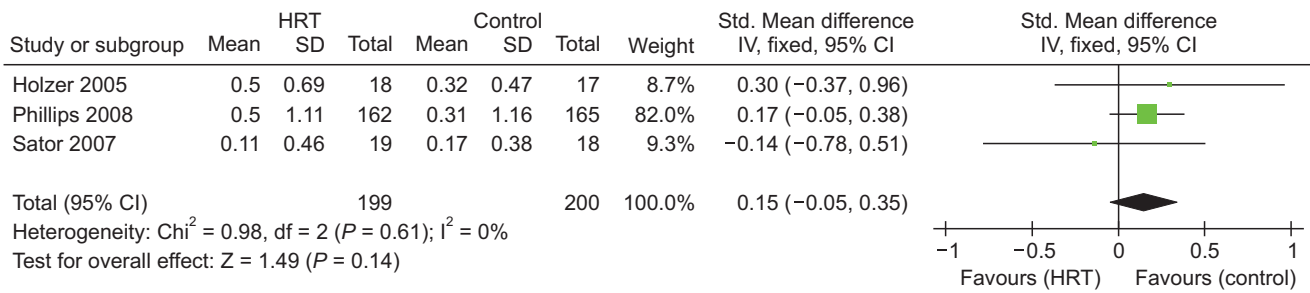 HRT Control Std. Mean difference Std. Mean difference
Study or subgroup Mean SD Total Mean SD Total Weight IV, fixed, 95% CI IV, fixed, 95% CI
Holzer 2005 0.5 0.69 18 0.32 0.47 17 8.7% 0.30 (−0.37, 0.96)
Phillips 2008 0.5 1.11 162 0.31 1.16 165 82.0% 0.17 (−0.05, 0.38)
Sator 2007 0.11 0.46 19 0.17 0.38 18 9.3% −0.14 (−0.78, 0.51)
Total (95% CI) 199 200 100.0% 0.15 (−0.05, 0.35)
Heterogeneity: Chi² = 0.98, df = 2 (P = 0.61); I² = 0%
Test for overall effect: Z = 1.49 (P = 0.14)
−1 −0.5 0 0.5 1
Favours (HRT) Favours (control)